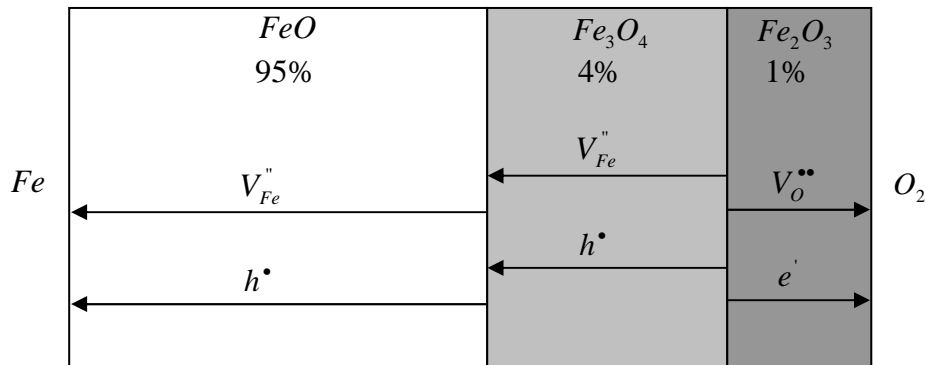 FeO Fe₃O₄ Fe₂O₃
95% 4% 1%
V"Fe
Fe V"Fe V••O O₂
h•
h• e'